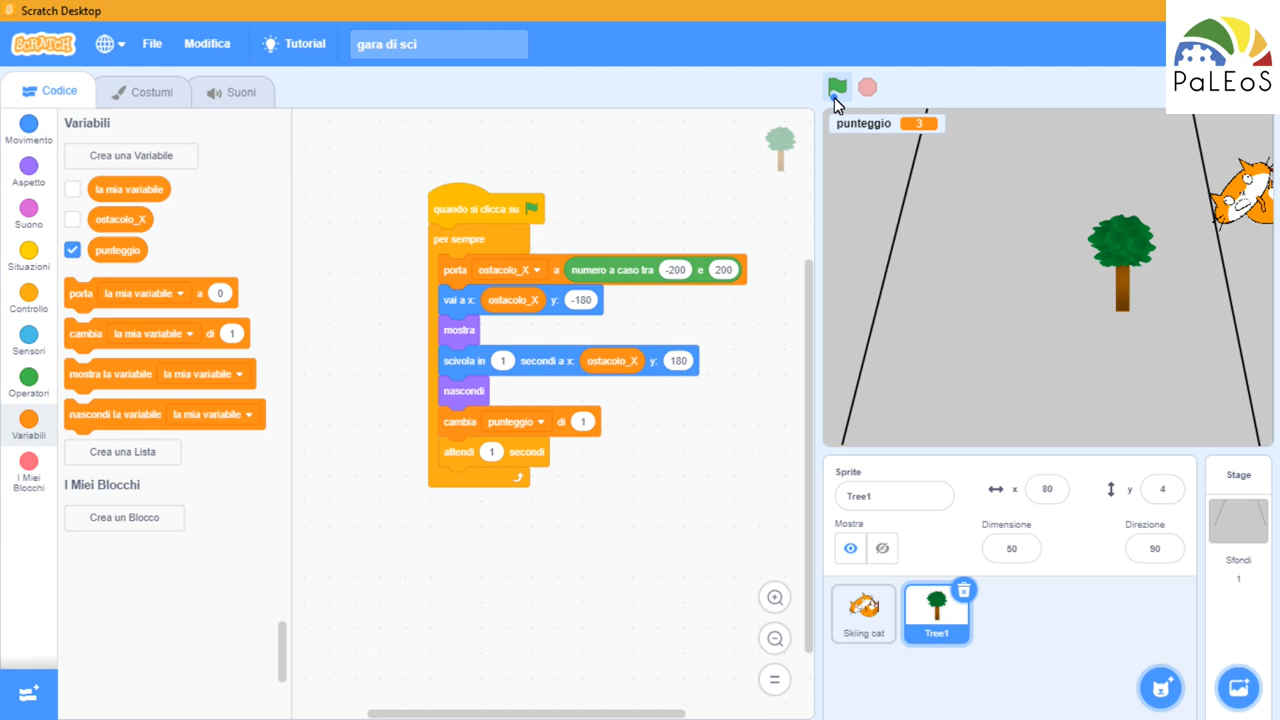 Scratch Desktop
SCRATCH
File
Modifica
Tutorial
gara di sci
PaLEoS
Codice
Costumi
Suoni
Movimento
Aspetto
Suono
Situazioni
Controllo
Sensori
Operatori
Variabili
I Miei
Blocchi
Variabili
Crea una Variabile
la mia variabile
ostacolo_X
punteggio
porta la mia variabile a 0
cambia la mia variabile di 1
mostra la variabile la mia variabile
nascondi la variabile la mia variabile
Crea una Lista
I Miei Blocchi
Crea un Blocco
quando si clicca su
per sempre
porta ostacolo_X a numero a caso tra -200 e 200
vai a x: ostacolo_X y: -180
mostra
scivola in 1 secondi a x: ostacolo_X y: 180
nascondi
cambia punteggio di 1
attendi 1 secondi
punteggio 3
Sprite
Tree1
x 80
y 4
Mostra
Dimensione
50
Direzione
90
Skiing cat
Tree1
Stage
Sfondi
1